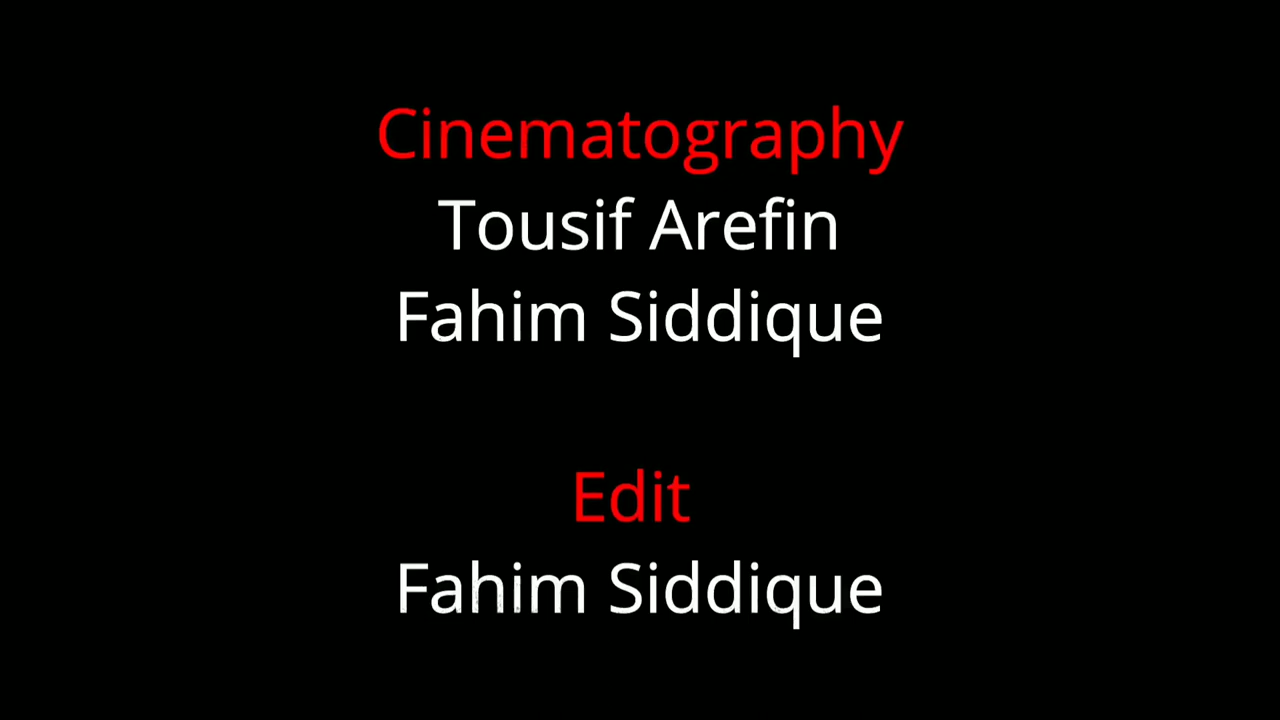 Cinematography
Tousif Arefin
Fahim Siddique
Edit
Fahim Siddique